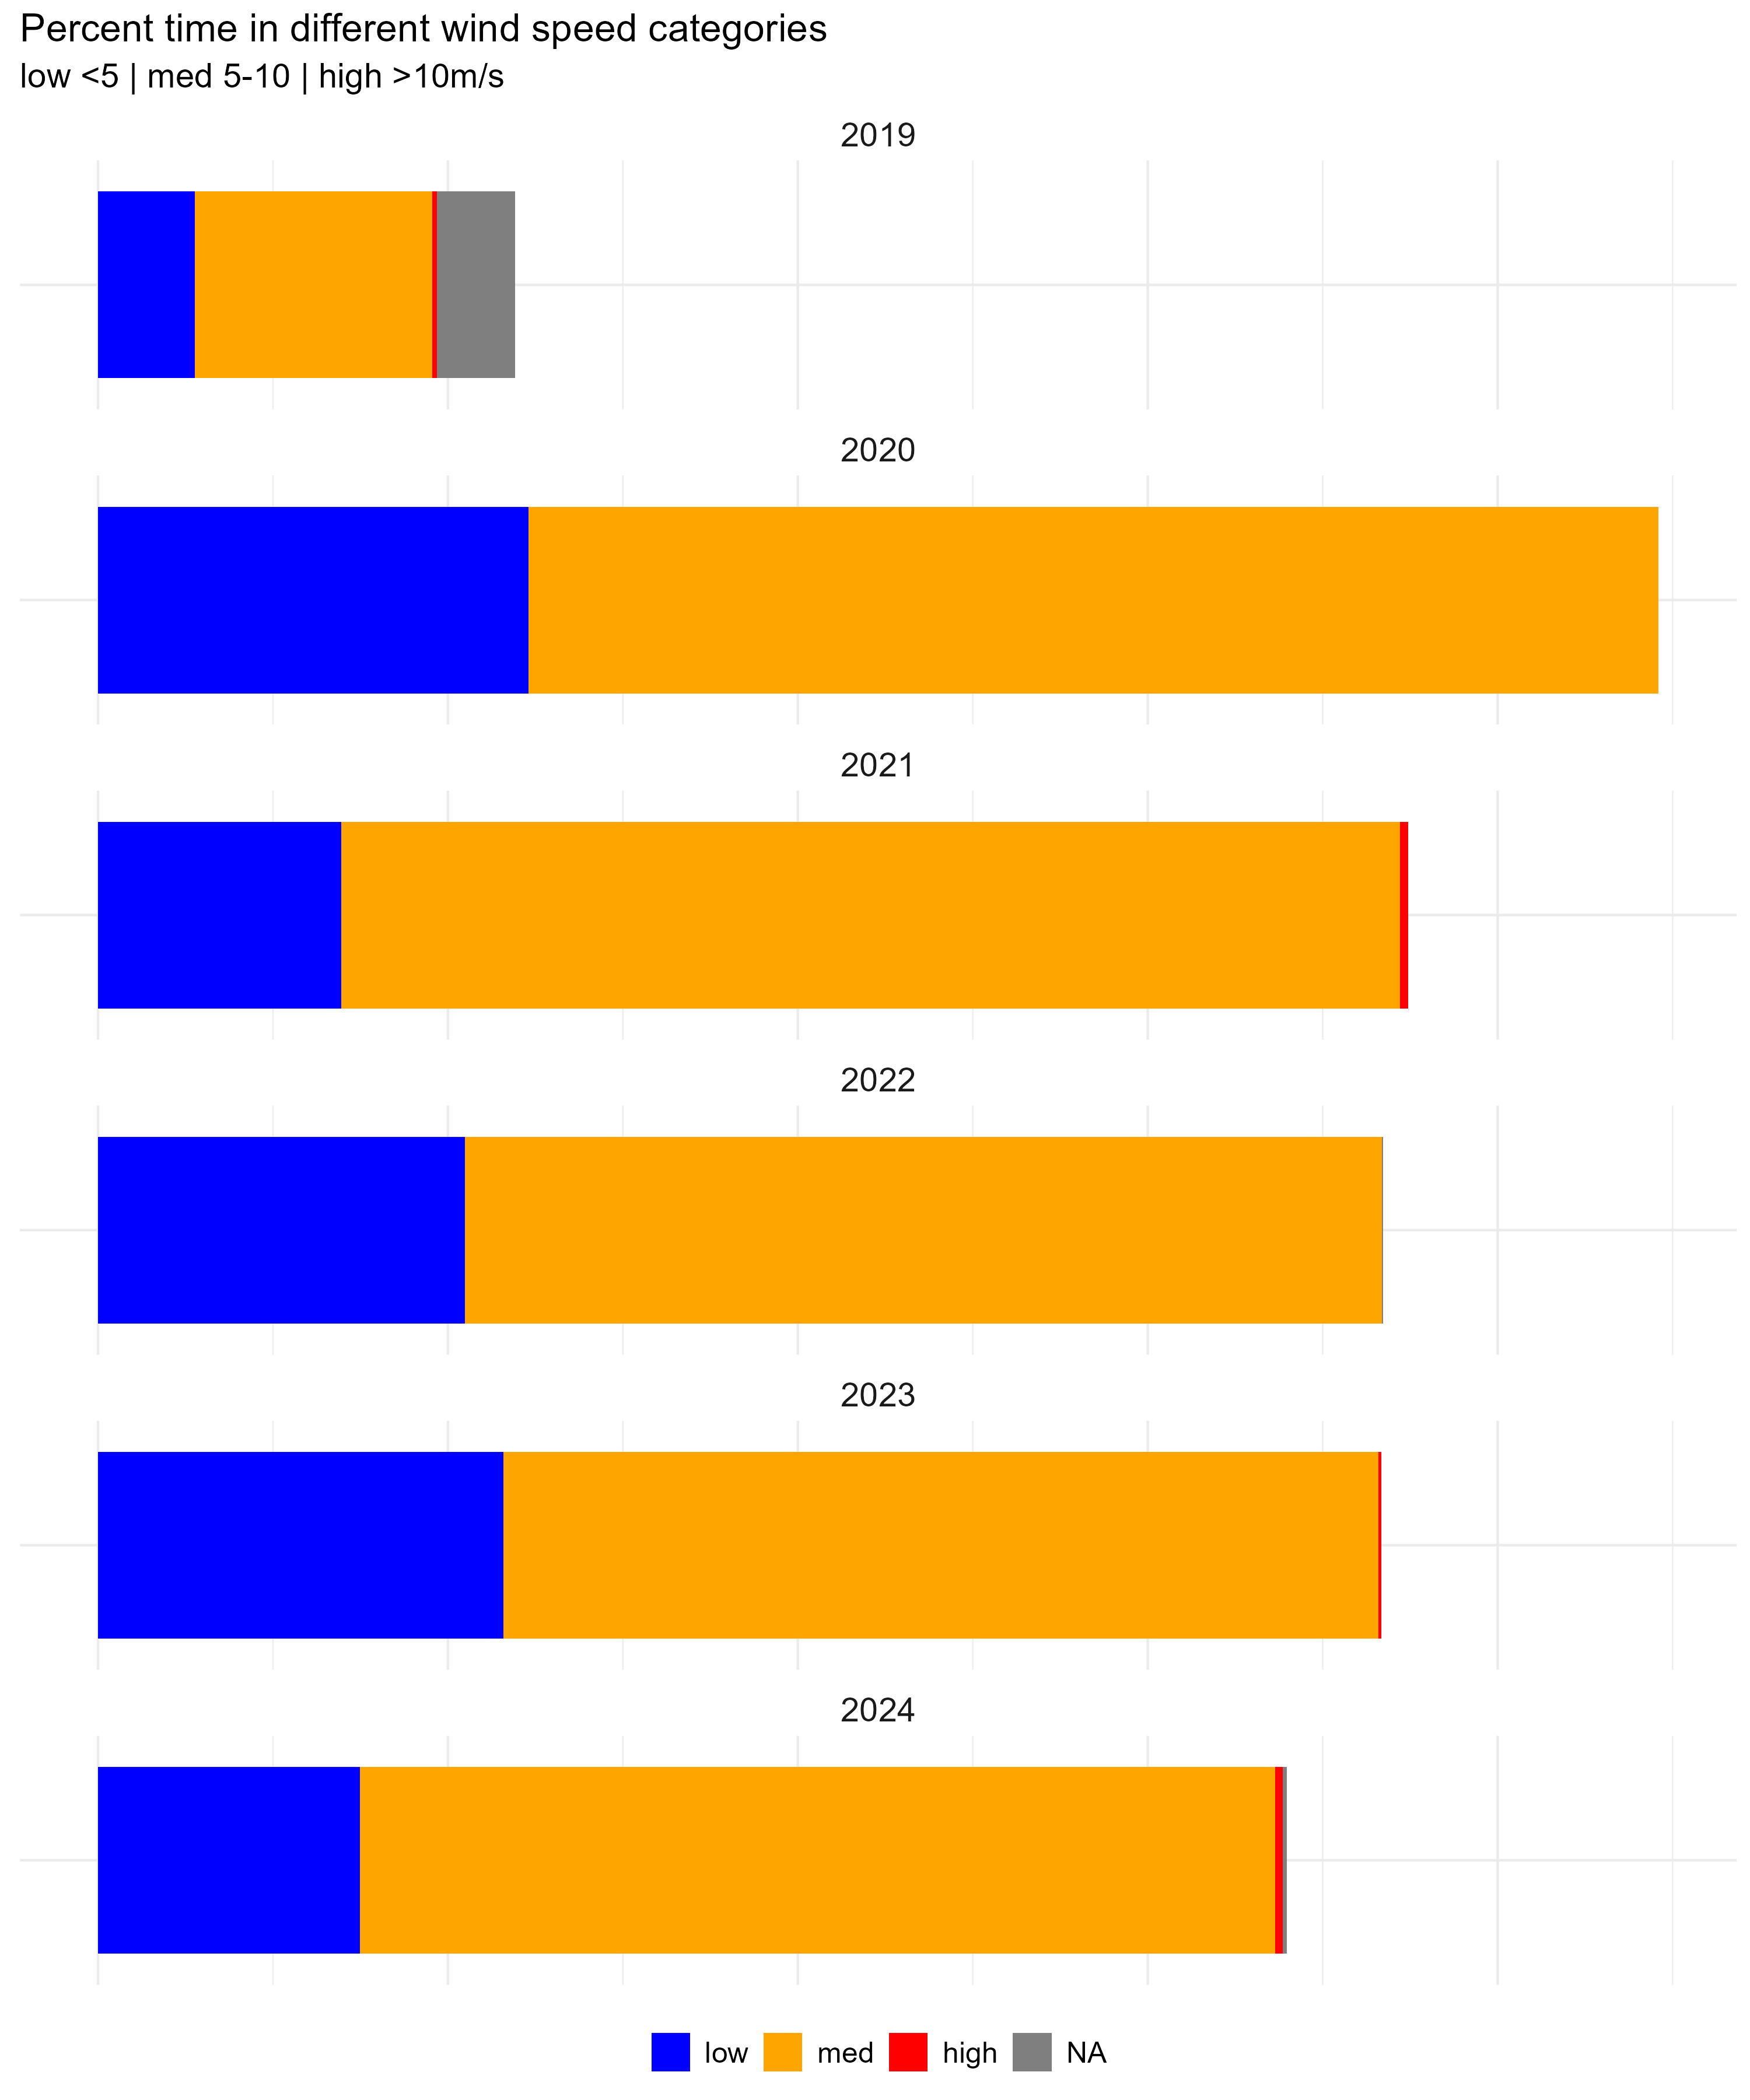 Percent time in different wind speed categories
low <5 | med 5-10 | high >10m/s
2019
2020
2021
2022
2023
2024
low med high NA